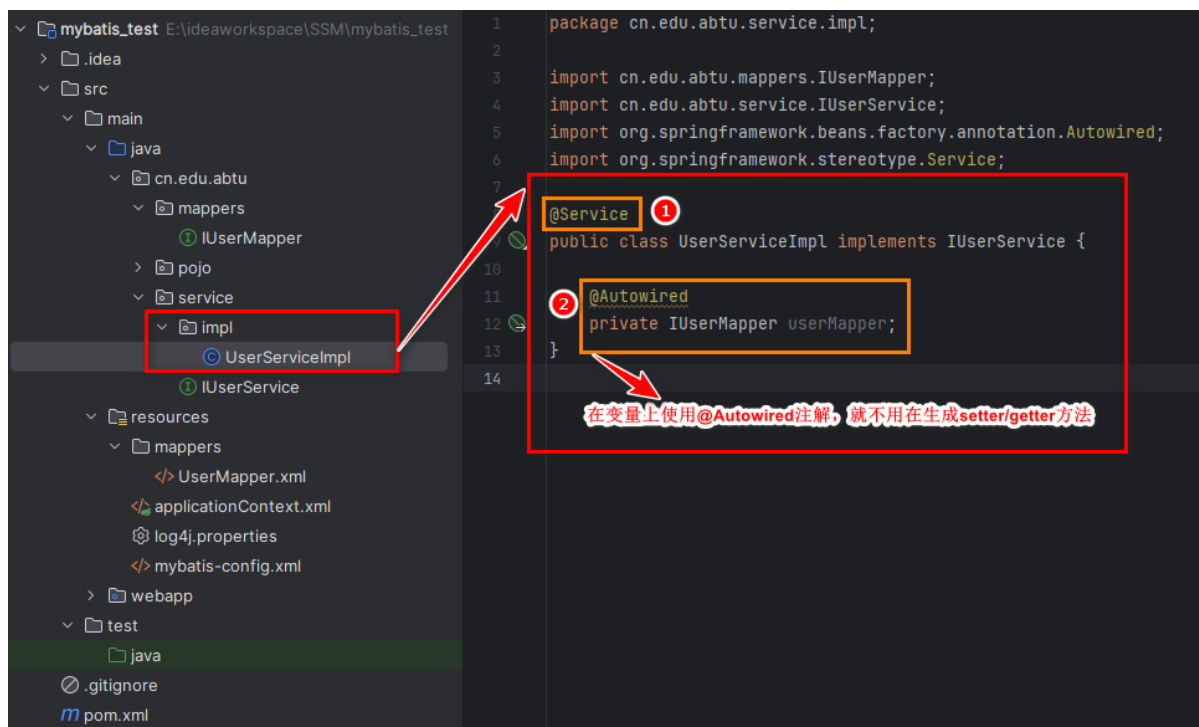 mybatis_test E:\ideaworkspace\SSM\mybatis_test
.idea
src
main
java
cn.edu.abtu
mappers
IUserMapper
pojo
service
impl
UserServiceImpl
IUserService
resources
mappers
UserMapper.xml
applicationContext.xml
log4j.properties
mybatis-config.xml
webapp
test
java
.gitignore
pom.xml
1 package cn.edu.abtu.service.impl;
2
3 import cn.edu.abtu.mappers.IUserMapper;
4 import cn.edu.abtu.service.IUserService;
5 import org.springframework.beans.factory.annotation.Autowired;
6 import org.springframework.stereotype.Service;
7
@Service 1
9 public class UserServiceImpl implements IUserService {
10
11 2 @Autowired
12 private IUserMapper userMapper;
13 }
14
在变量上使用@Autowired注解，就不用在生成setter/getter方法